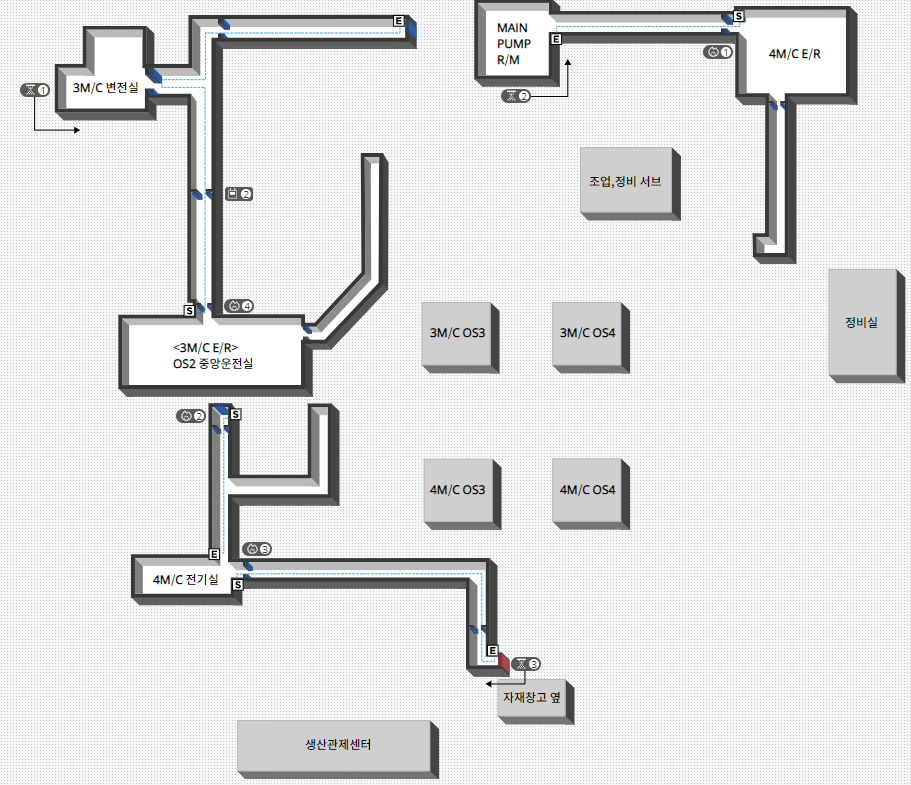 E
S
MAIN
PUMP
R/M
E
1
4M/C E/R
3M/C 변전실
1
2
조업,정비 서브
2
S
4
정비실
3M/C OS3
3M/C OS4
<3M/C E/R>
OS2 중앙운전실
2
S
4M/C OS3
4M/C OS4
E
3
4M/C 전기실
S
E
3
자재창고 옆
생산관제센터